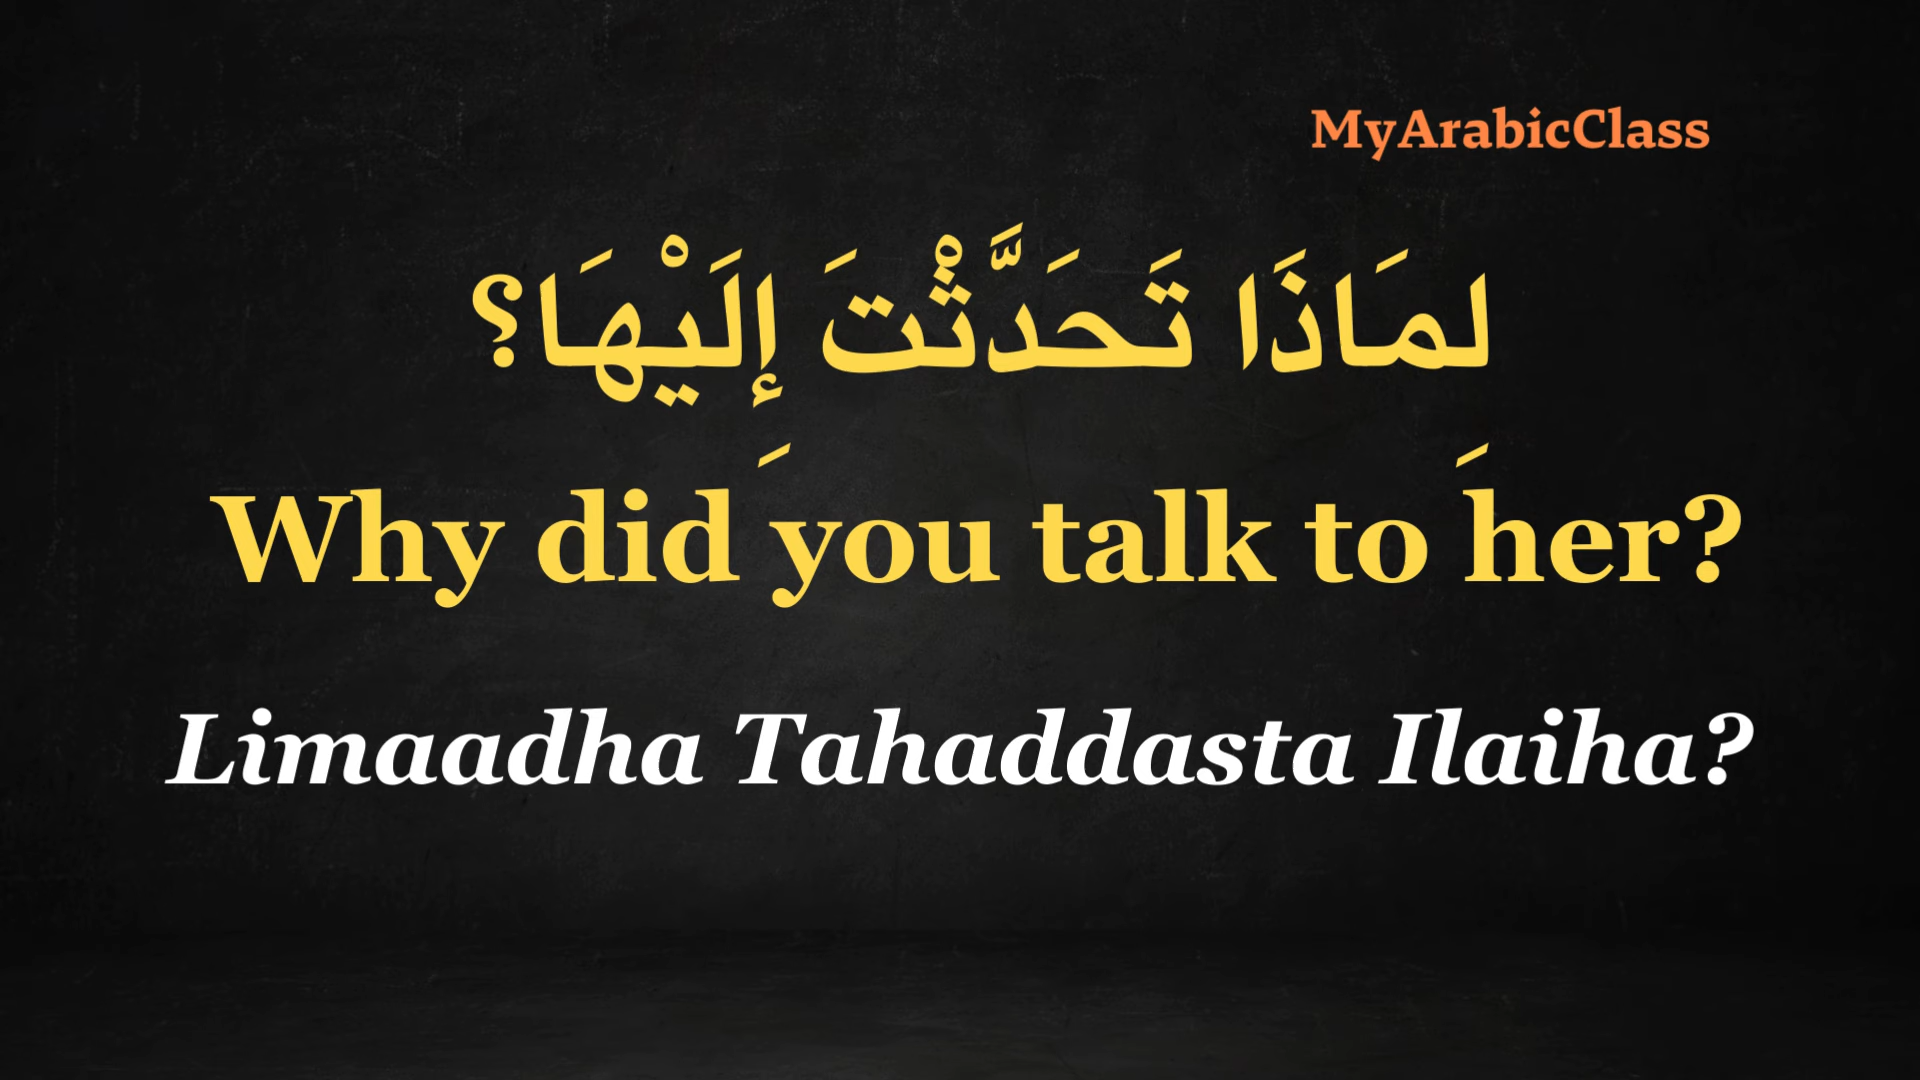 MyArabicClass
لِمَاذَا تَحَدَّثْتَ إِلَيْهَا؟
Why did you talk to her?
Limaadha Tahaddasta Ilaiha?